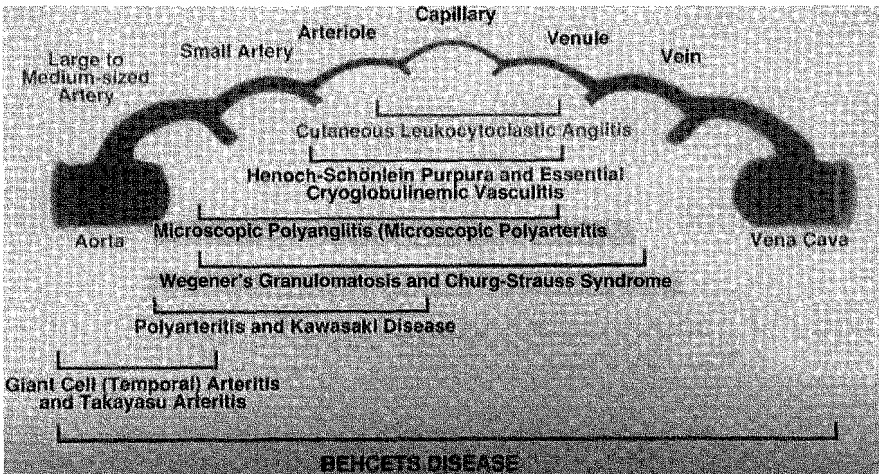 Capillary
Arteriole
Venule
Small Artery
Vein
Large to
Medium-sized
Artery
Cutaneous Leukocytoclastic Angiitis
Henoch-Schönlein Purpura and Essential
Cryoglobulinemic Vasculitis
Aorta
Microscopic Polyangiitis (Microscopic Polyarteritis
Vena Cava
Wegener's Granulomatosis and Churg-Strauss Syndrome
Polyarteritis and Kawasaki Disease
Giant Cell (Temporal) Arteritis
and Takayasu Arteritis
BEHCETS DISEASE